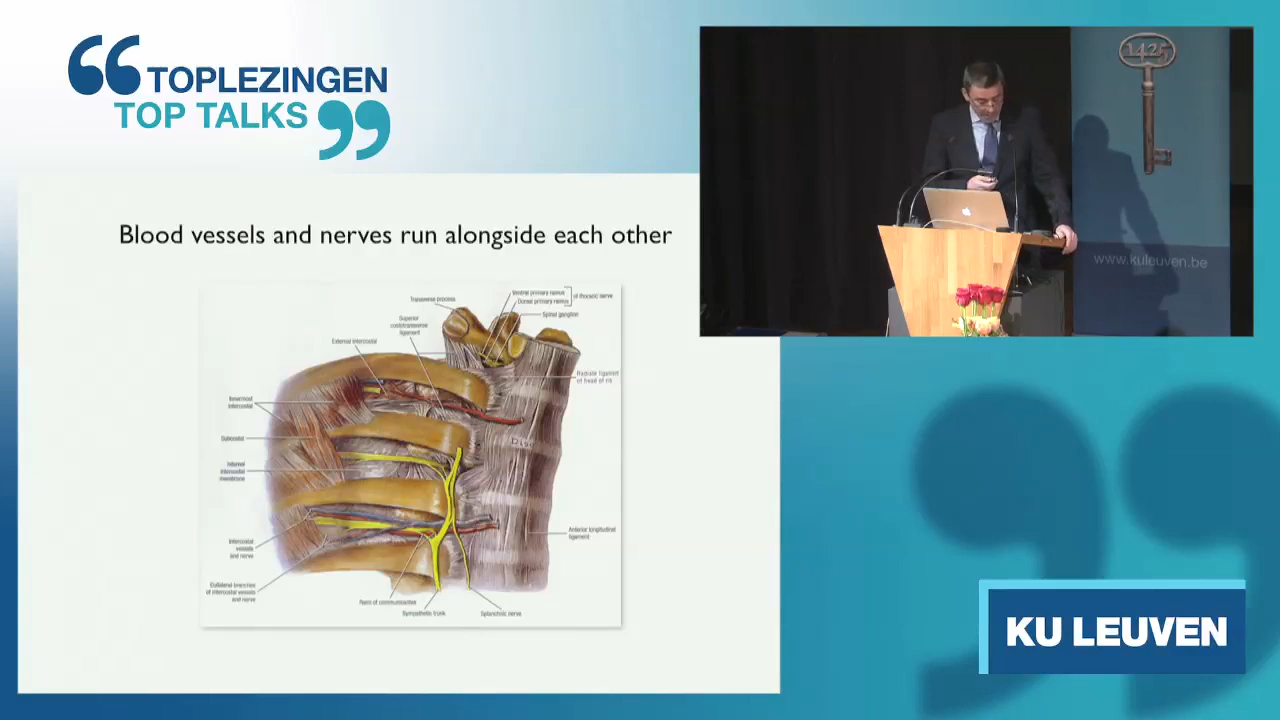 TOPLEZINGEN
TOP TALKS
1425
www.kuleuven.be
Blood vessels and nerves run alongside each other
Ventral primary ramus
Dorsal primary ramus
of thoracic nerve
Transverse process
Spinal ganglion
Superior
costotransverse
ligament
External intercostal
Radiate ligament
of head of rib
Innermost
intercostal
Subcostal
Disc
Internal
intercostal
membrane
Anterior longitudinal
ligament
Intercostal
vessels
and nerve
Collateral branches
of intercostal vessels
and nerve
Rami communicantes
Sympathetic trunk
Splanchnic nerve
KU LEUVEN